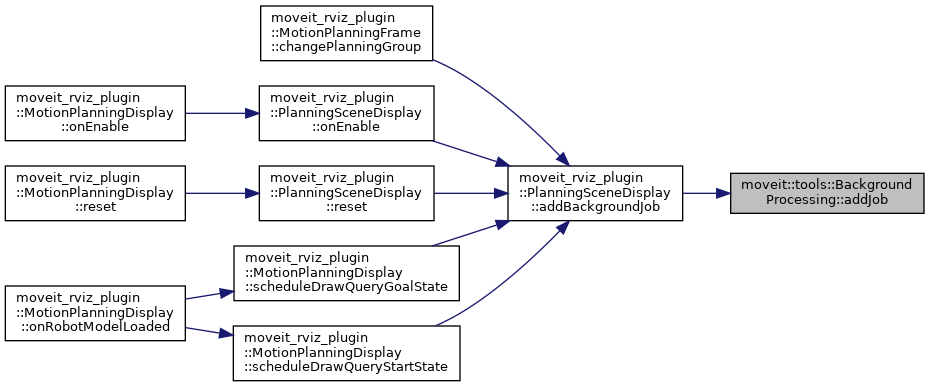 moveit_rviz_plugin
::MotionPlanningFrame
::changePlanningGroup
moveit_rviz_plugin
::MotionPlanningDisplay
::onEnable
moveit_rviz_plugin
::PlanningSceneDisplay
::onEnable
moveit_rviz_plugin
::MotionPlanningDisplay
::reset
moveit_rviz_plugin
::PlanningSceneDisplay
::reset
moveit_rviz_plugin
::PlanningSceneDisplay
::addBackgroundJob
moveit::tools::Background
Processing::addJob
moveit_rviz_plugin
::MotionPlanningDisplay
::scheduleDrawQueryGoalState
moveit_rviz_plugin
::MotionPlanningDisplay
::onRobotModelLoaded
moveit_rviz_plugin
::MotionPlanningDisplay
::scheduleDrawQueryStartState